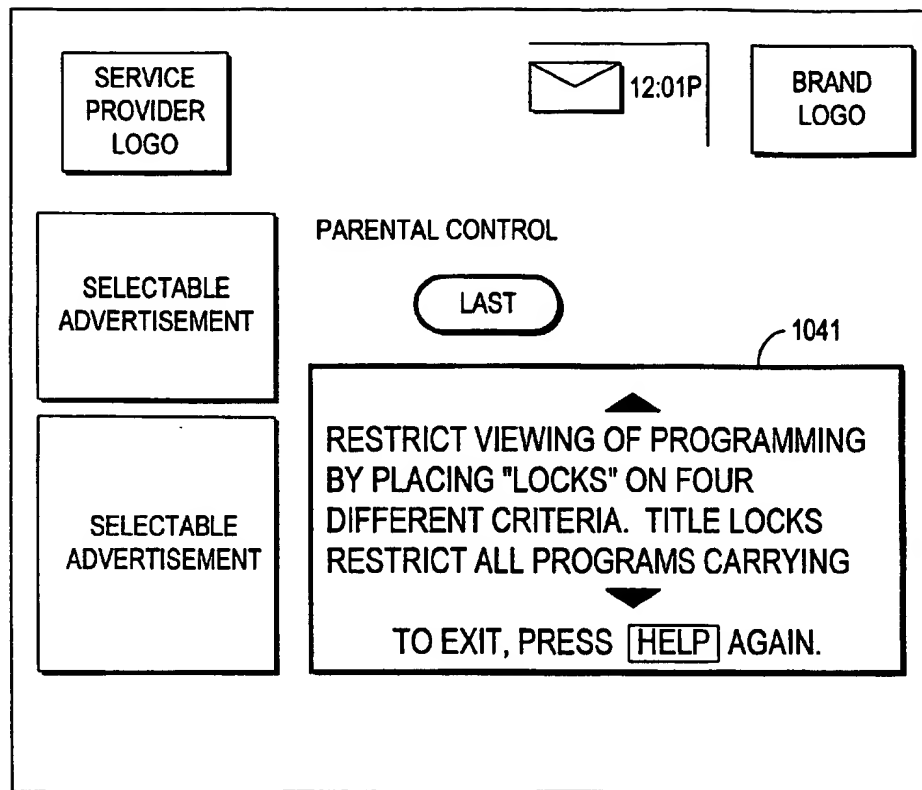 SERVICE
PROVIDER
LOGO
12:01P
BRAND
LOGO
SELECTABLE
ADVERTISEMENT
PARENTAL CONTROL
LAST
1041
RESTRICT VIEWING OF PROGRAMMING
BY PLACING "LOCKS" ON FOUR
DIFFERENT CRITERIA. TITLE LOCKS
RESTRICT ALL PROGRAMS CARRYING
TO EXIT, PRESS HELP AGAIN.
SELECTABLE
ADVERTISEMENT